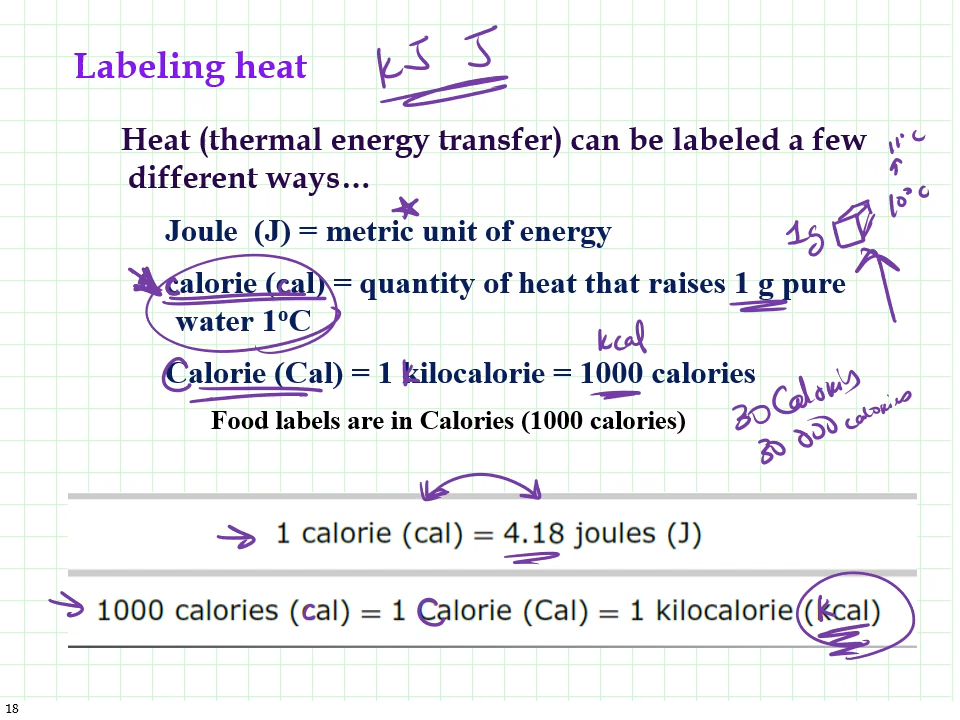 Labeling heat
kJ J
Heat (thermal energy transfer) can be labeled a few
different ways…
11°C
10°C
1g
Joule (J) = metric unit of energy
calorie (cal) = quantity of heat that raises 1 g pure
water 1°C
kcal
Calorie (Cal) = 1 kilocalorie = 1000 calories
30 Calories
30 000 calories
Food labels are in Calories (1000 calories)
1 calorie (cal) = 4.18 joules (J)
1000 calories (cal) = 1 Calorie (Cal) = 1 kilocalorie (kcal)
18